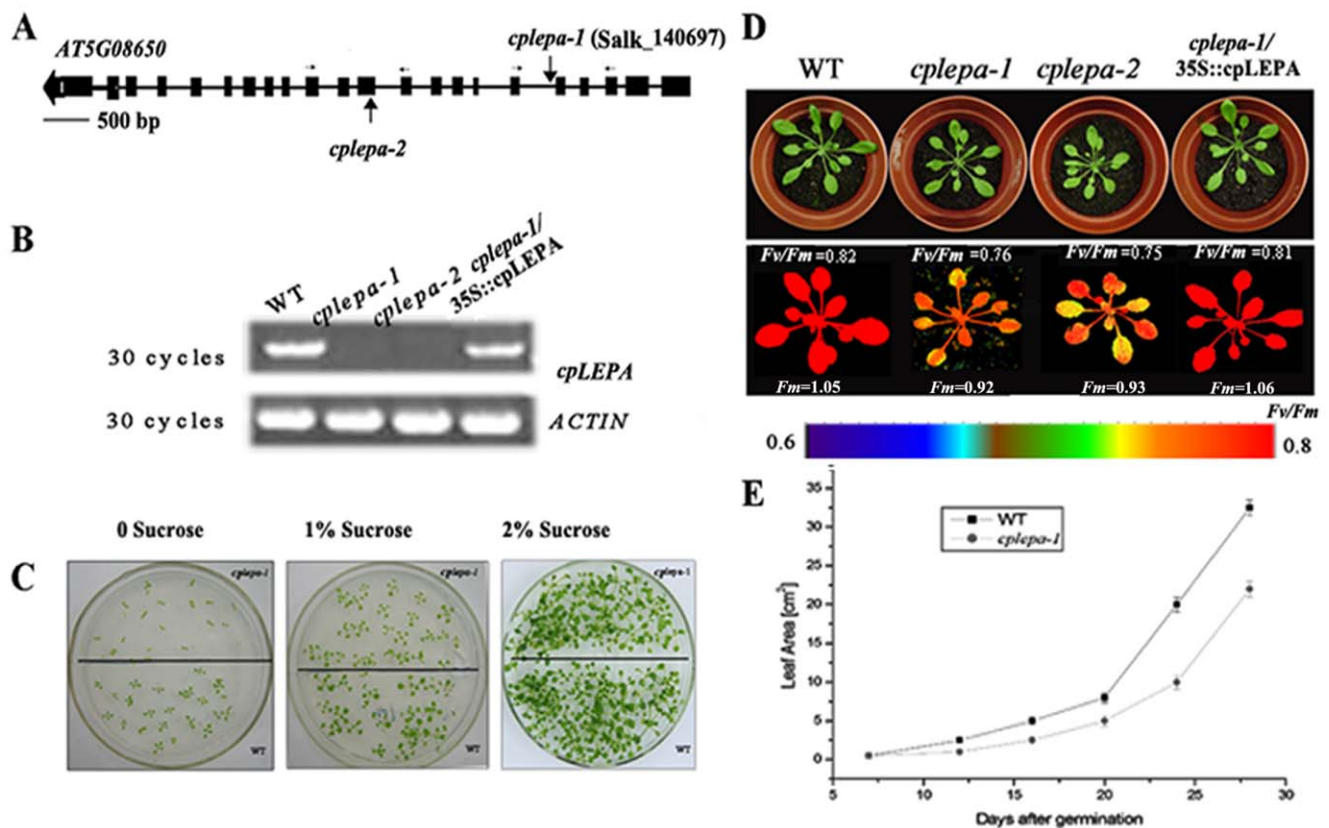 A
AT5G08650
cplepa-1 (Salk_140697)
500 bp
cplepa-2
B
WT
cplepa-1
cplepa-2
cplepa-1/
35S::cpLEPA
30 cycles
cpLEPA
30 cycles
ACTIN
C
0 Sucrose
1% Sucrose
2% Sucrose
cplepa-1
cplepa-1
cplepa-1
WT
WT
WT
D
WT
cplepa-1
cplepa-2
cplepa-1/
35S::cpLEPA
Fv/Fm=0.82
Fv/Fm=0.76
Fv/Fm=0.75
Fv/Fm=0.81
Fm=1.05
Fm=0.92
Fm=0.93
Fm=1.06
Fv/Fm
0.6
0.8
E
WT
cplepa-1
Leaf Area [cm²]
35
30
25
20
15
10
5
0
5
10
15
20
25
30
Days after germination